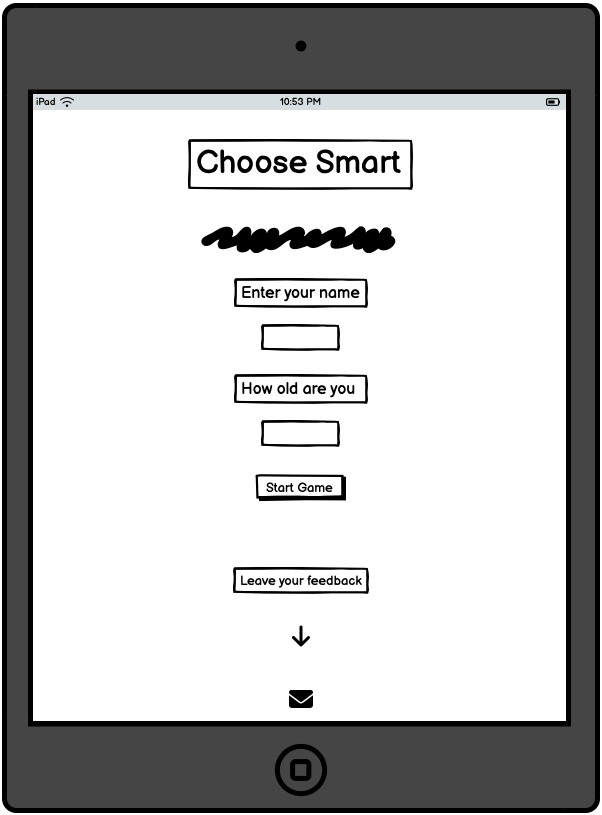 iPad 10:53 PM
Choose Smart
Enter your name
How old are you
Start Game
Leave your feedback